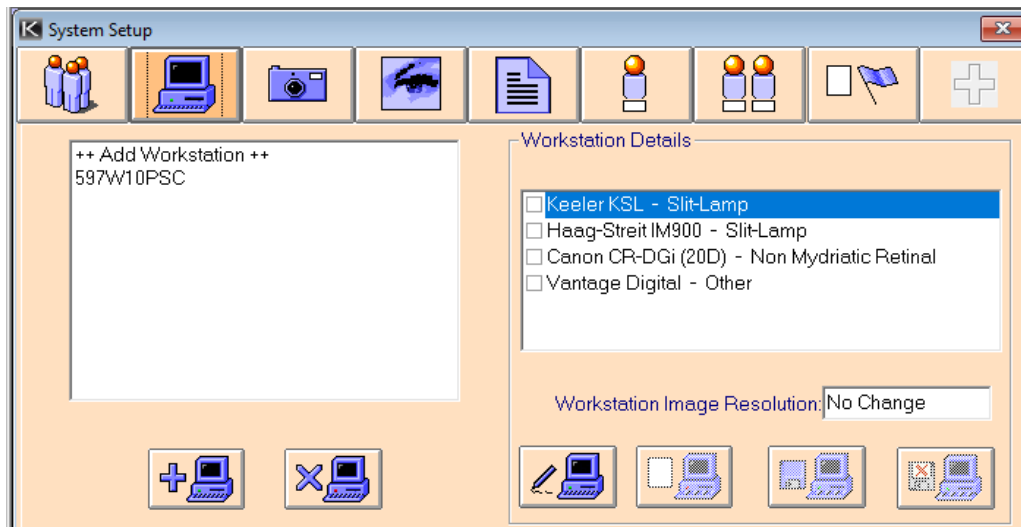 K System Setup
++ Add Workstation ++
597W10PSC
Workstation Details
Keeler KSL - Slit-Lamp
Haag-Streit IM900 - Slit-Lamp
Canon CR-DGi (20D) - Non Mydriatic Retinal
Vantage Digital - Other
Workstation Image Resolution: No Change